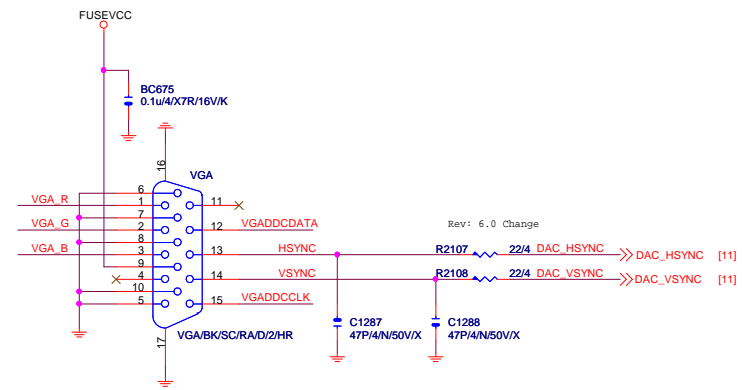 FUSEVCC
BC675
0.1u/4/X7R/16V/K
16
VGA
6
VGA_R 1 11
7
VGA_G 2 12 VGADDCDATA
8
Rev: 6.0 Change
VGA_B 3 13 HSYNC R2107 22/4 DAC_HSYNC DAC_HSYNC [11]
9
4 14 VSYNC R2108 22/4 DAC_VSYNC DAC_VSYNC [11]
10
5 15 VGADDCCLK
C1287
47P/4/N/50V/X
C1288
47P/4/N/50V/X
VGA/BK/SC/RA/D/2/HR
17